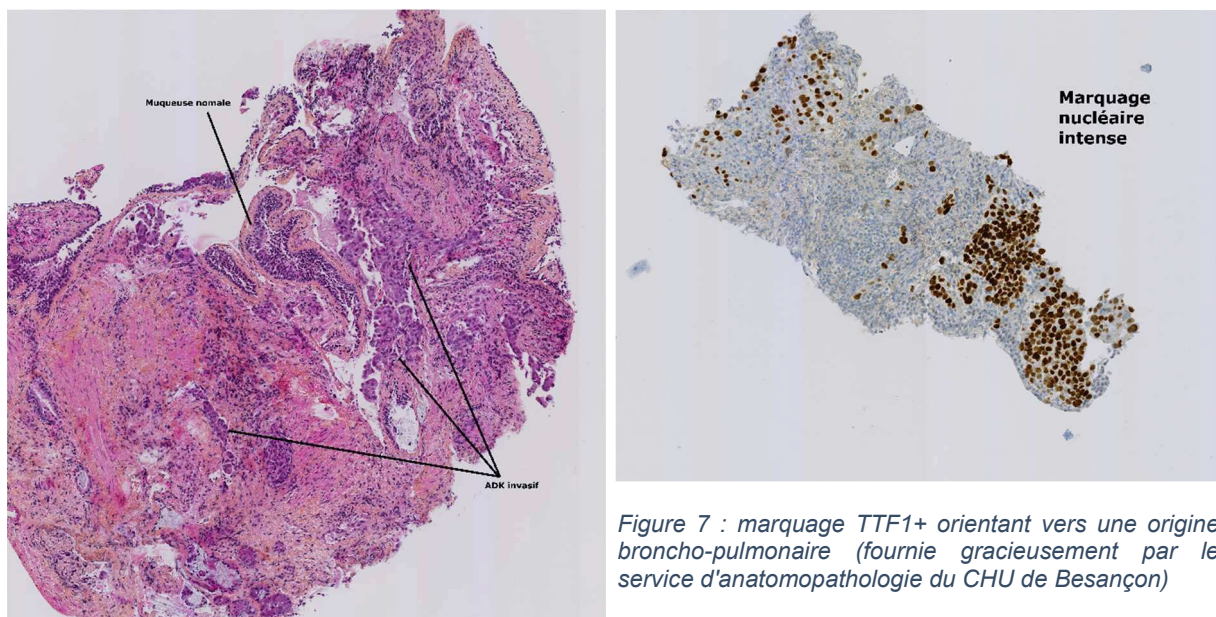 Muqueuse nomale
ADK invasif
Marquage
nucléaire
intense
Figure 7 : marquage TTF1+ orientant vers une origine
broncho-pulmonaire (fournie gracieusement par le
service d'anatomopathologie du CHU de Besançon)